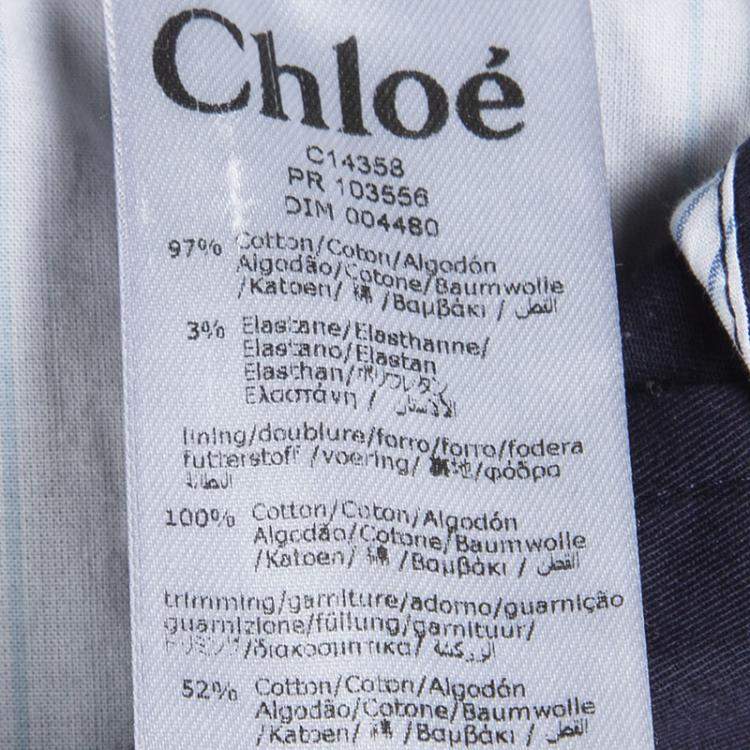 Chloé
C14358
PR 103556
DIM 004480
97% Cotton/Coton/Algodón
Algodão/Cotone/Baumwolle
/Katoen/ 綿 /Βαμβάκι / القطن
3% Elastane/Elasthanne/
Elastano/Elastan
Elasthan/ポリウレタン
Ελαστάνη /
lining/doublure/forro/forro/fodera
futterstoff /voering/ 裏地/φόδρα
البطانة
100% Cotton/Coton/Algodón
Algodão/Cotone/Baumwolle
/Katoen/ 綿 /Βαμβάκι / القطن
trimming/garniture/adorno/guarnição
guarnizione/füllung/garnituur/
/διακοσμητικα/
52% Cotton/Coton/Algodón
Algodão/Cotone/Baumwolle
/Katoen/ 綿 /Βαμβάκι / القطن